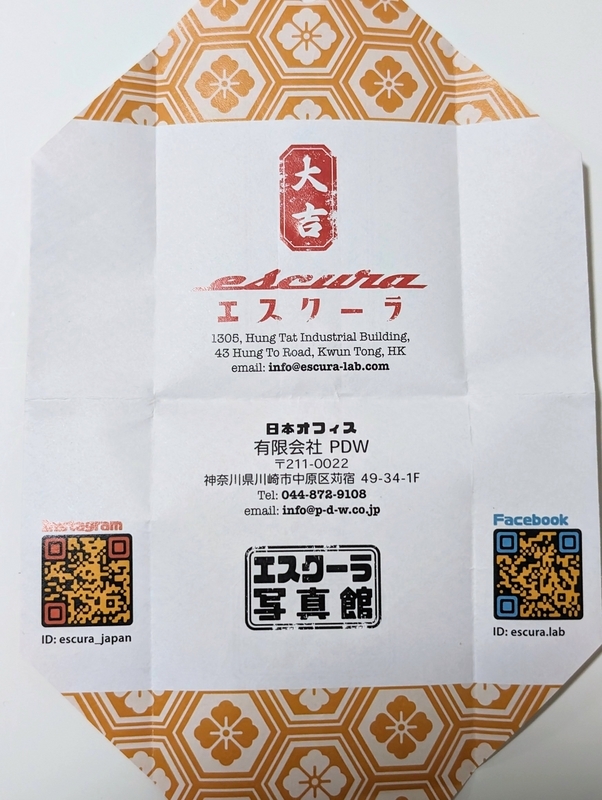 大吉
escura
エスクーラ
1305, Hung Tat Industrial Building,
43 Hung To Road, Kwun Tong, HK
email: info@escura-lab.com
日本オフィス
有限会社 PDW
〒211-0022
神奈川県川崎市中原区苅宿 49-34-1F
Tel: 044-872-9108
email: info@p-d-w.co.jp
Instagram
ID: escura_japan
エスクーラ
写真館
Facebook
ID: escura.lab